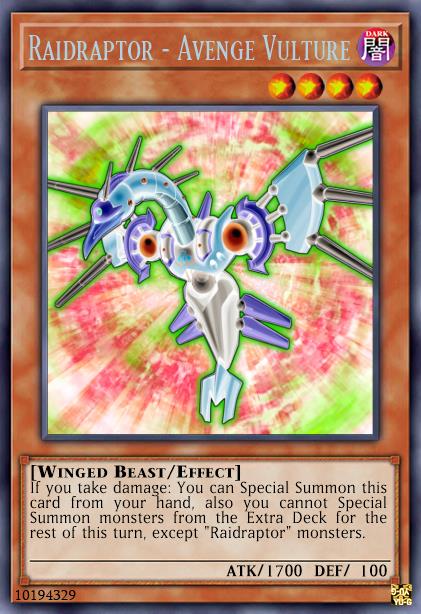 Raidraptor - Avenge Vulture
DARK
闇
[Winged Beast/Effect]
If you take damage: You can Special Summon this
card from your hand, also you cannot Special
Summon monsters from the Extra Deck for the
rest of this turn, except "Raidraptor" monsters.
ATK/1700 DEF/ 100
10194329